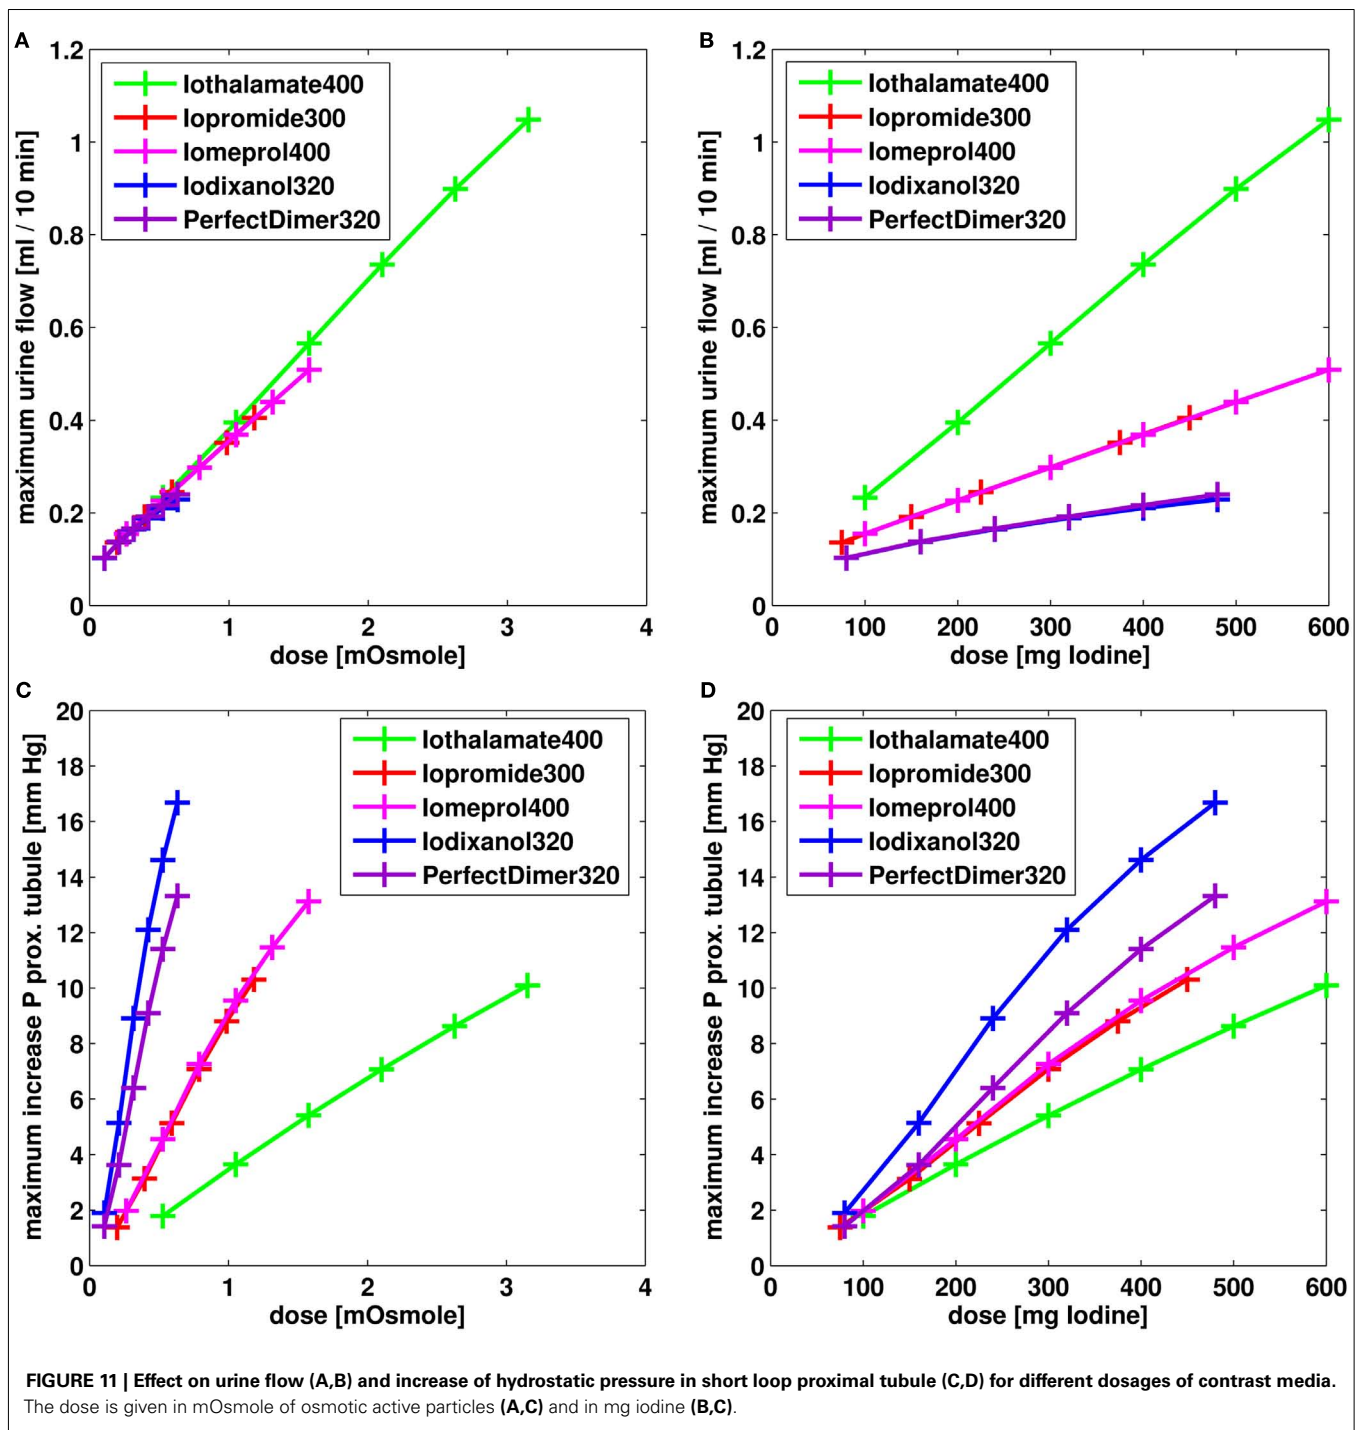 A
1.2
1
0.8
0.6
0.4
0.2
0
maximum urine flow [ml / 10 min]
Iothalamate400
Iopromide300
Iomeprol400
Iodixanol320
PerfectDimer320
0 1 2 3 4
dose [mOsmole]
B
1.2
1
0.8
0.6
0.4
0.2
0
maximum urine flow [ml / 10 min]
Iothalamate400
Iopromide300
Iomeprol400
Iodixanol320
PerfectDimer320
0 100 200 300 400 500 600
dose [mg Iodine]
C
20
18
16
14
12
10
8
6
4
2
0
maximum increase P prox. tubule [mm Hg]
Iothalamate400
Iopromide300
Iomeprol400
Iodixanol320
PerfectDimer320
0 1 2 3 4
dose [mOsmole]
D
20
18
16
14
12
10
8
6
4
2
0
maximum increase P prox. tubule [mm Hg]
Iothalamate400
Iopromide300
Iomeprol400
Iodixanol320
PerfectDimer320
0 100 200 300 400 500 600
dose [mg Iodine]
FIGURE 11 | Effect on urine flow (A,B) and increase of hydrostatic pressure in short loop proximal tubule (C,D) for different dosages of contrast media.
The dose is given in mOsmole of osmotic active particles (A,C) and in mg iodine (B,C).